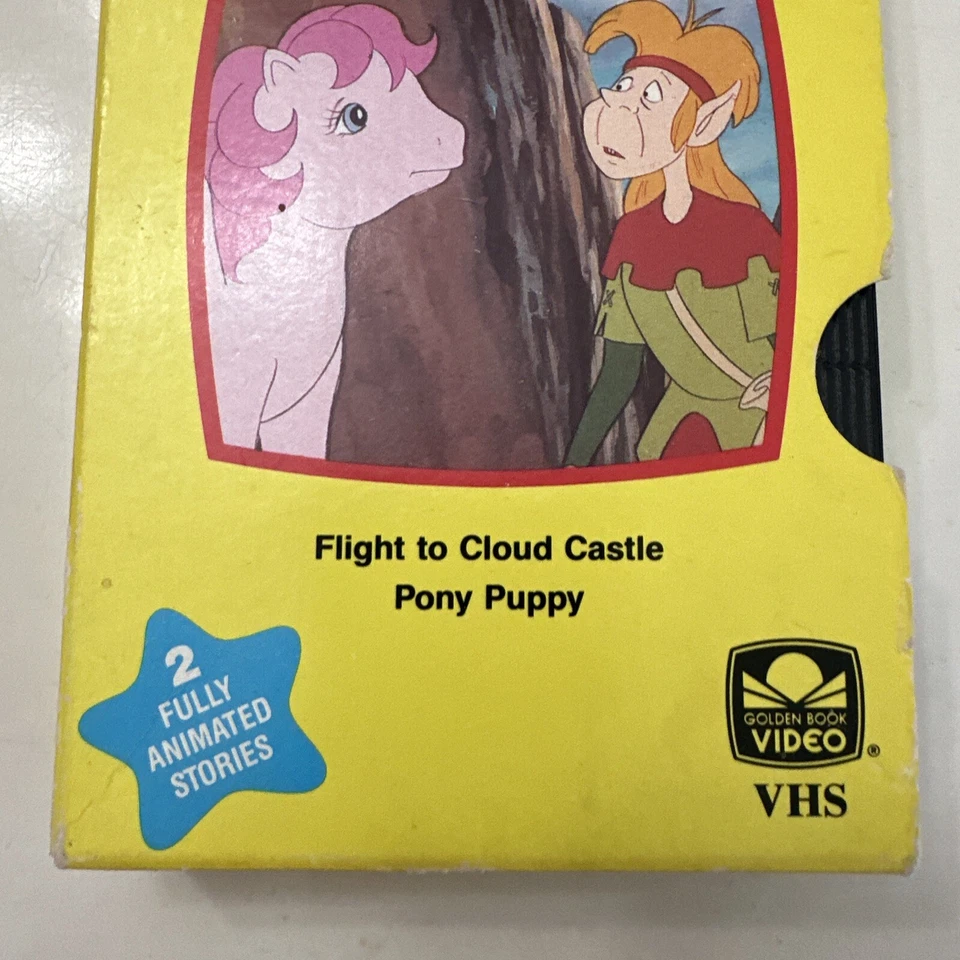 Flight to Cloud Castle
Pony Puppy
2
FULLY
ANIMATED
STORIES
GOLDEN BOOK
VIDEO ®
VHS